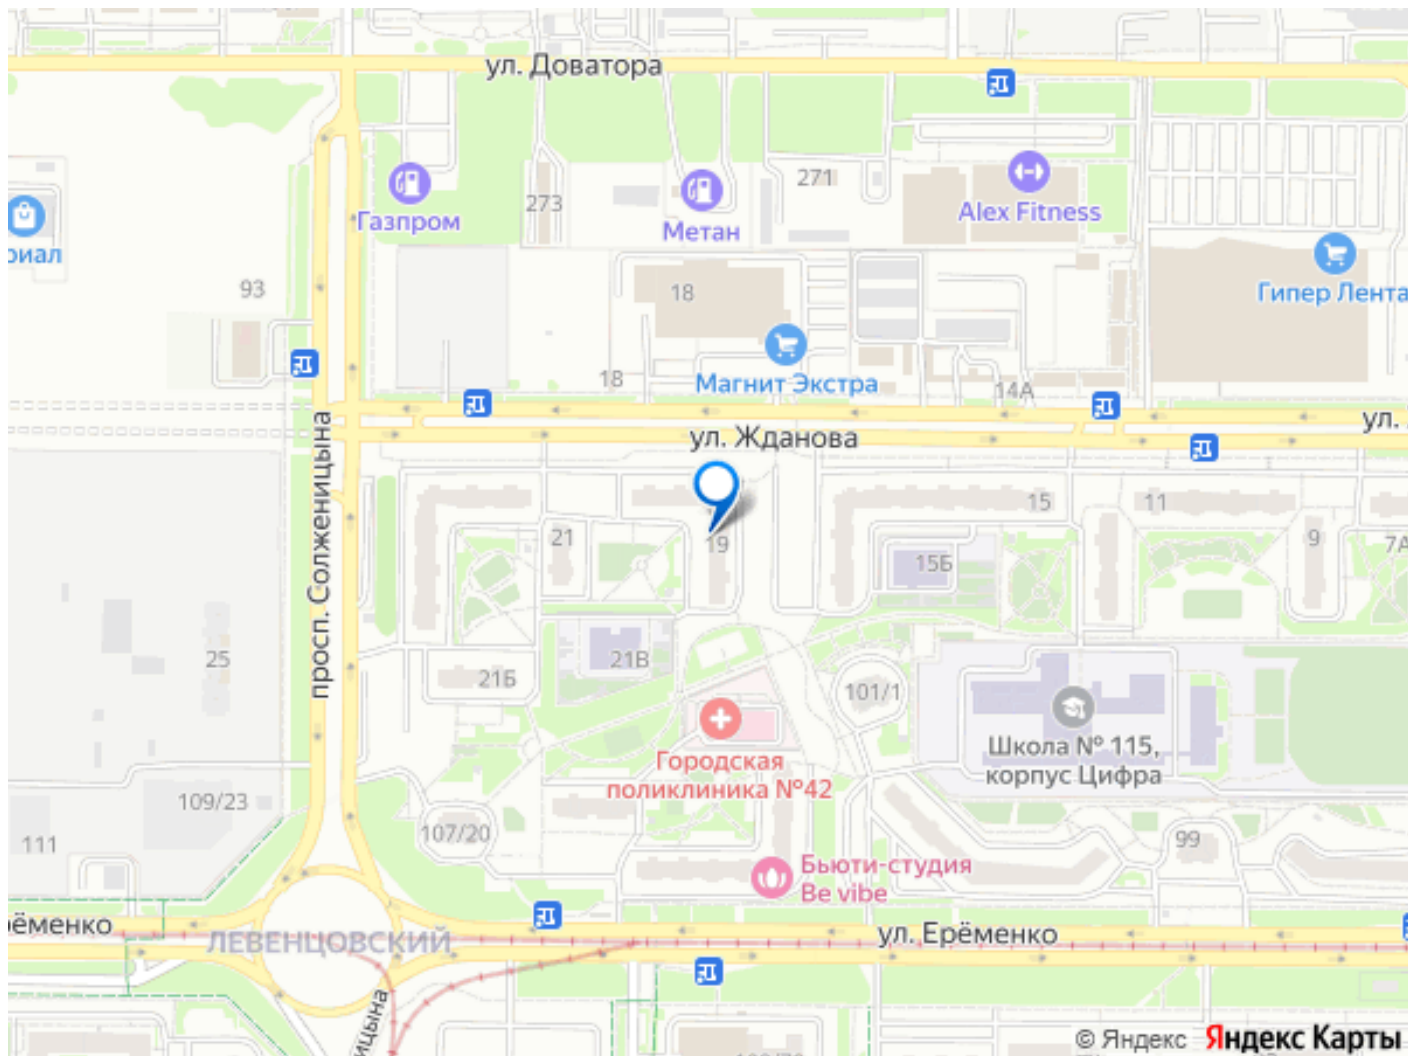 ул. Доватора
Газпром
273
Метан
271
Alex Fitness
риал
93
18
Гипер Лента
18
Магнит Экстра
14А
просп. Солженицына
ул. Жданова
ул.
21
19
15
11
15Б
9
7А
25
21Б
21В
101/1
Городская
поликлиника №42
Школа № 115,
корпус Цифра
109/23
111
107/20
99
Бьюти-студия
Be vibe
рёменко
ЛЕВЕНЦОВСКИЙ
ул. Ерёменко
ицына
© Яндекс Яндекс Карты